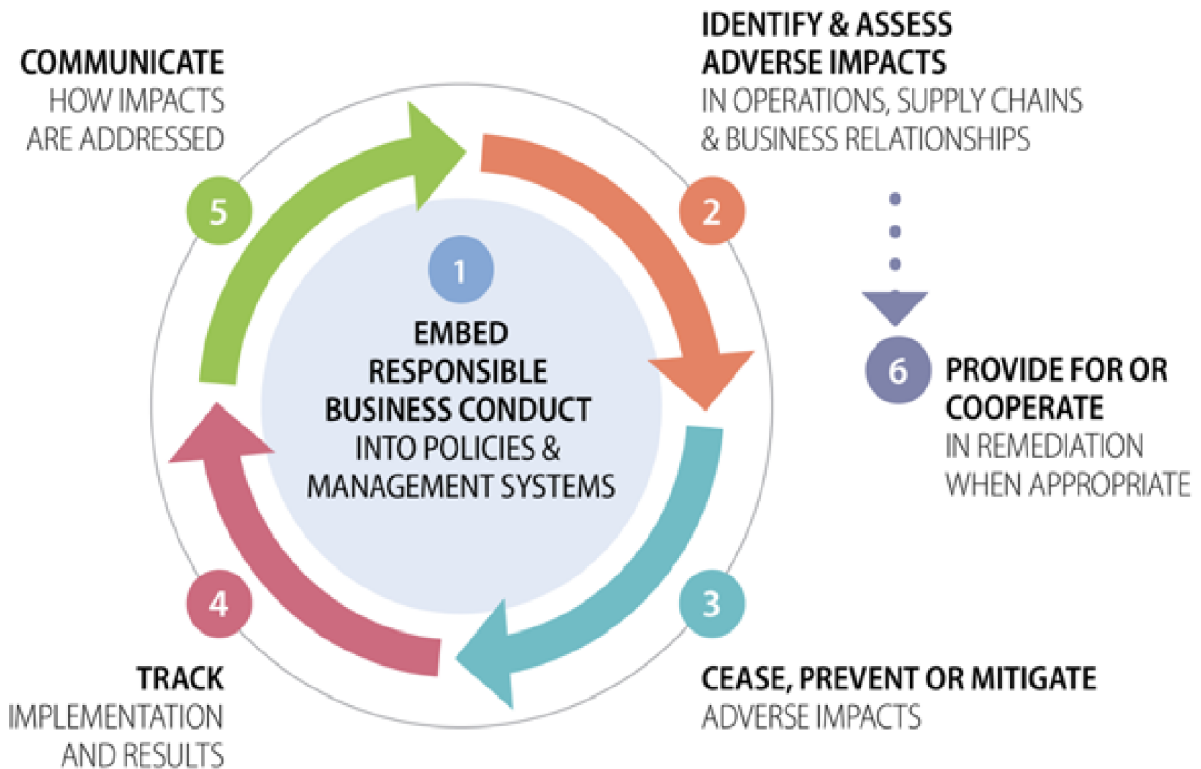 1
EMBED
RESPONSIBLE
BUSINESS CONDUCT
INTO POLICIES &
MANAGEMENT SYSTEMS
2
IDENTIFY & ASSESS
ADVERSE IMPACTS
IN OPERATIONS, SUPPLY CHAINS
& BUSINESS RELATIONSHIPS
3
CEASE, PREVENT OR MITIGATE
ADVERSE IMPACTS
4
TRACK
IMPLEMENTATION
AND RESULTS
5
COMMUNICATE
HOW IMPACTS
ARE ADDRESSED
6
PROVIDE FOR OR
COOPERATE
IN REMEDIATION
WHEN APPROPRIATE